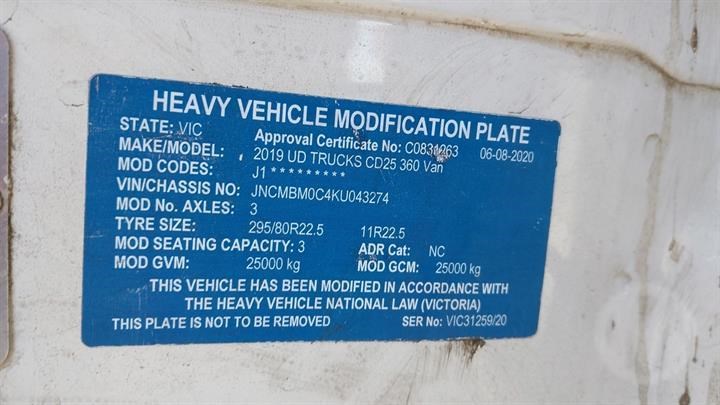 HEAVY VEHICLE MODIFICATION PLATE
STATE: VIC Approval Certificate No: C0831263 06-08-2020
MAKE/MODEL: 2019 UD TRUCKS CD25 360 Van
MOD CODES: J1 * * * * * * * * *
VIN/CHASSIS NO: JNCMBM0C4KU043274
MOD No. AXLES: 3
TYRE SIZE: 295/80R22.5 11R22.5
MOD SEATING CAPACITY: 3 ADR Cat: NC
MOD GVM: 25000 kg MOD GCM: 25000 kg
THIS VEHICLE HAS BEEN MODIFIED IN ACCORDANCE WITH
THE HEAVY VEHICLE NATIONAL LAW (VICTORIA)
THIS PLATE IS NOT TO BE REMOVED SER No: VIC31259/20